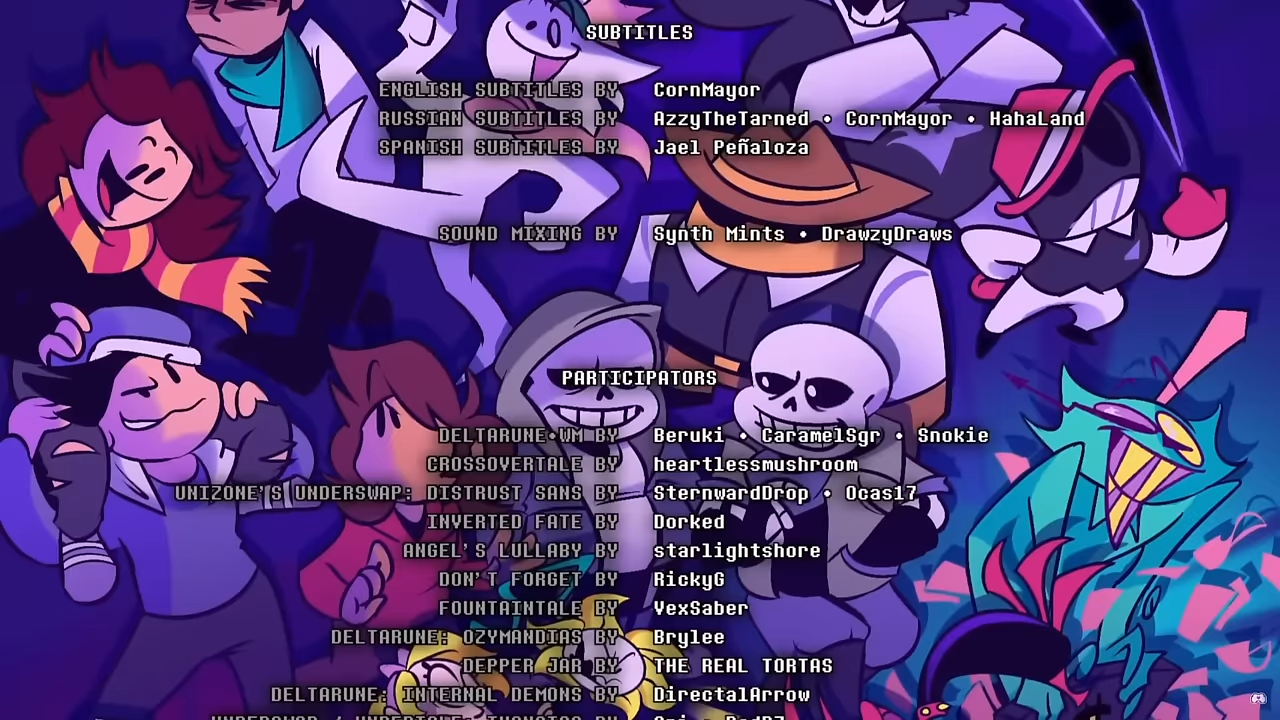 SUBTITLES
ENGLISH SUBTITLES BY CornMayor
RUSSIAN SUBTITLES BY AzzyTheTarned • CornMayor • HahaLand
SPANISH SUBTITLES BY Jael Peñaloza
SOUND MIXING BY Synth Mints • DrawzyDraws
PARTICIPATORS
DELTARUNE•WM BY Beruki • CaramelSgr • Snokie
CROSSOVERTALE BY heartlessmushroom
UNIZONE'S UNDERSWAP: DISTRUST SANS BY SternwardDrop • Ocas17
INVERTED FATE BY Dorked
ANGEL'S LULLABY BY starlightshore
DON'T FORGET BY RickyG
FOUNTAINTALE BY VexSaber
DELTARUNE: OZYMANDIAS BY Brylee
DEPPER JAR BY THE REAL TORTAS
DELTARUNE: INTERNAL DEMONS BY DirectalArrow